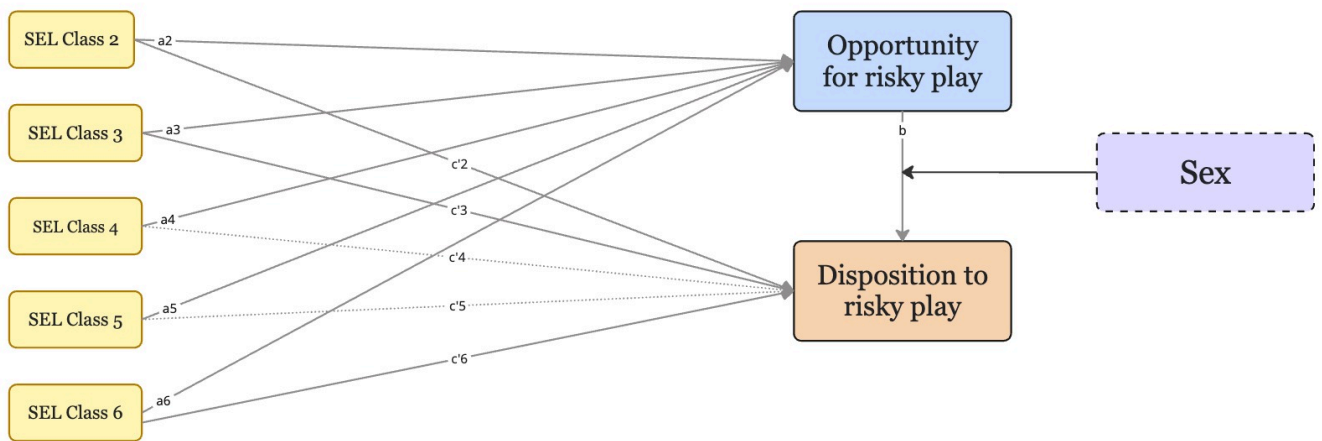 SEL Class 2
a2
Opportunity
for risky play
SEL Class 3
a3
b
c'2
Sex
SEL Class 4
a4
c'3
c'4
Disposition to
risky play
SEL Class 5
a5
c'5
c'6
SEL Class 6
a6